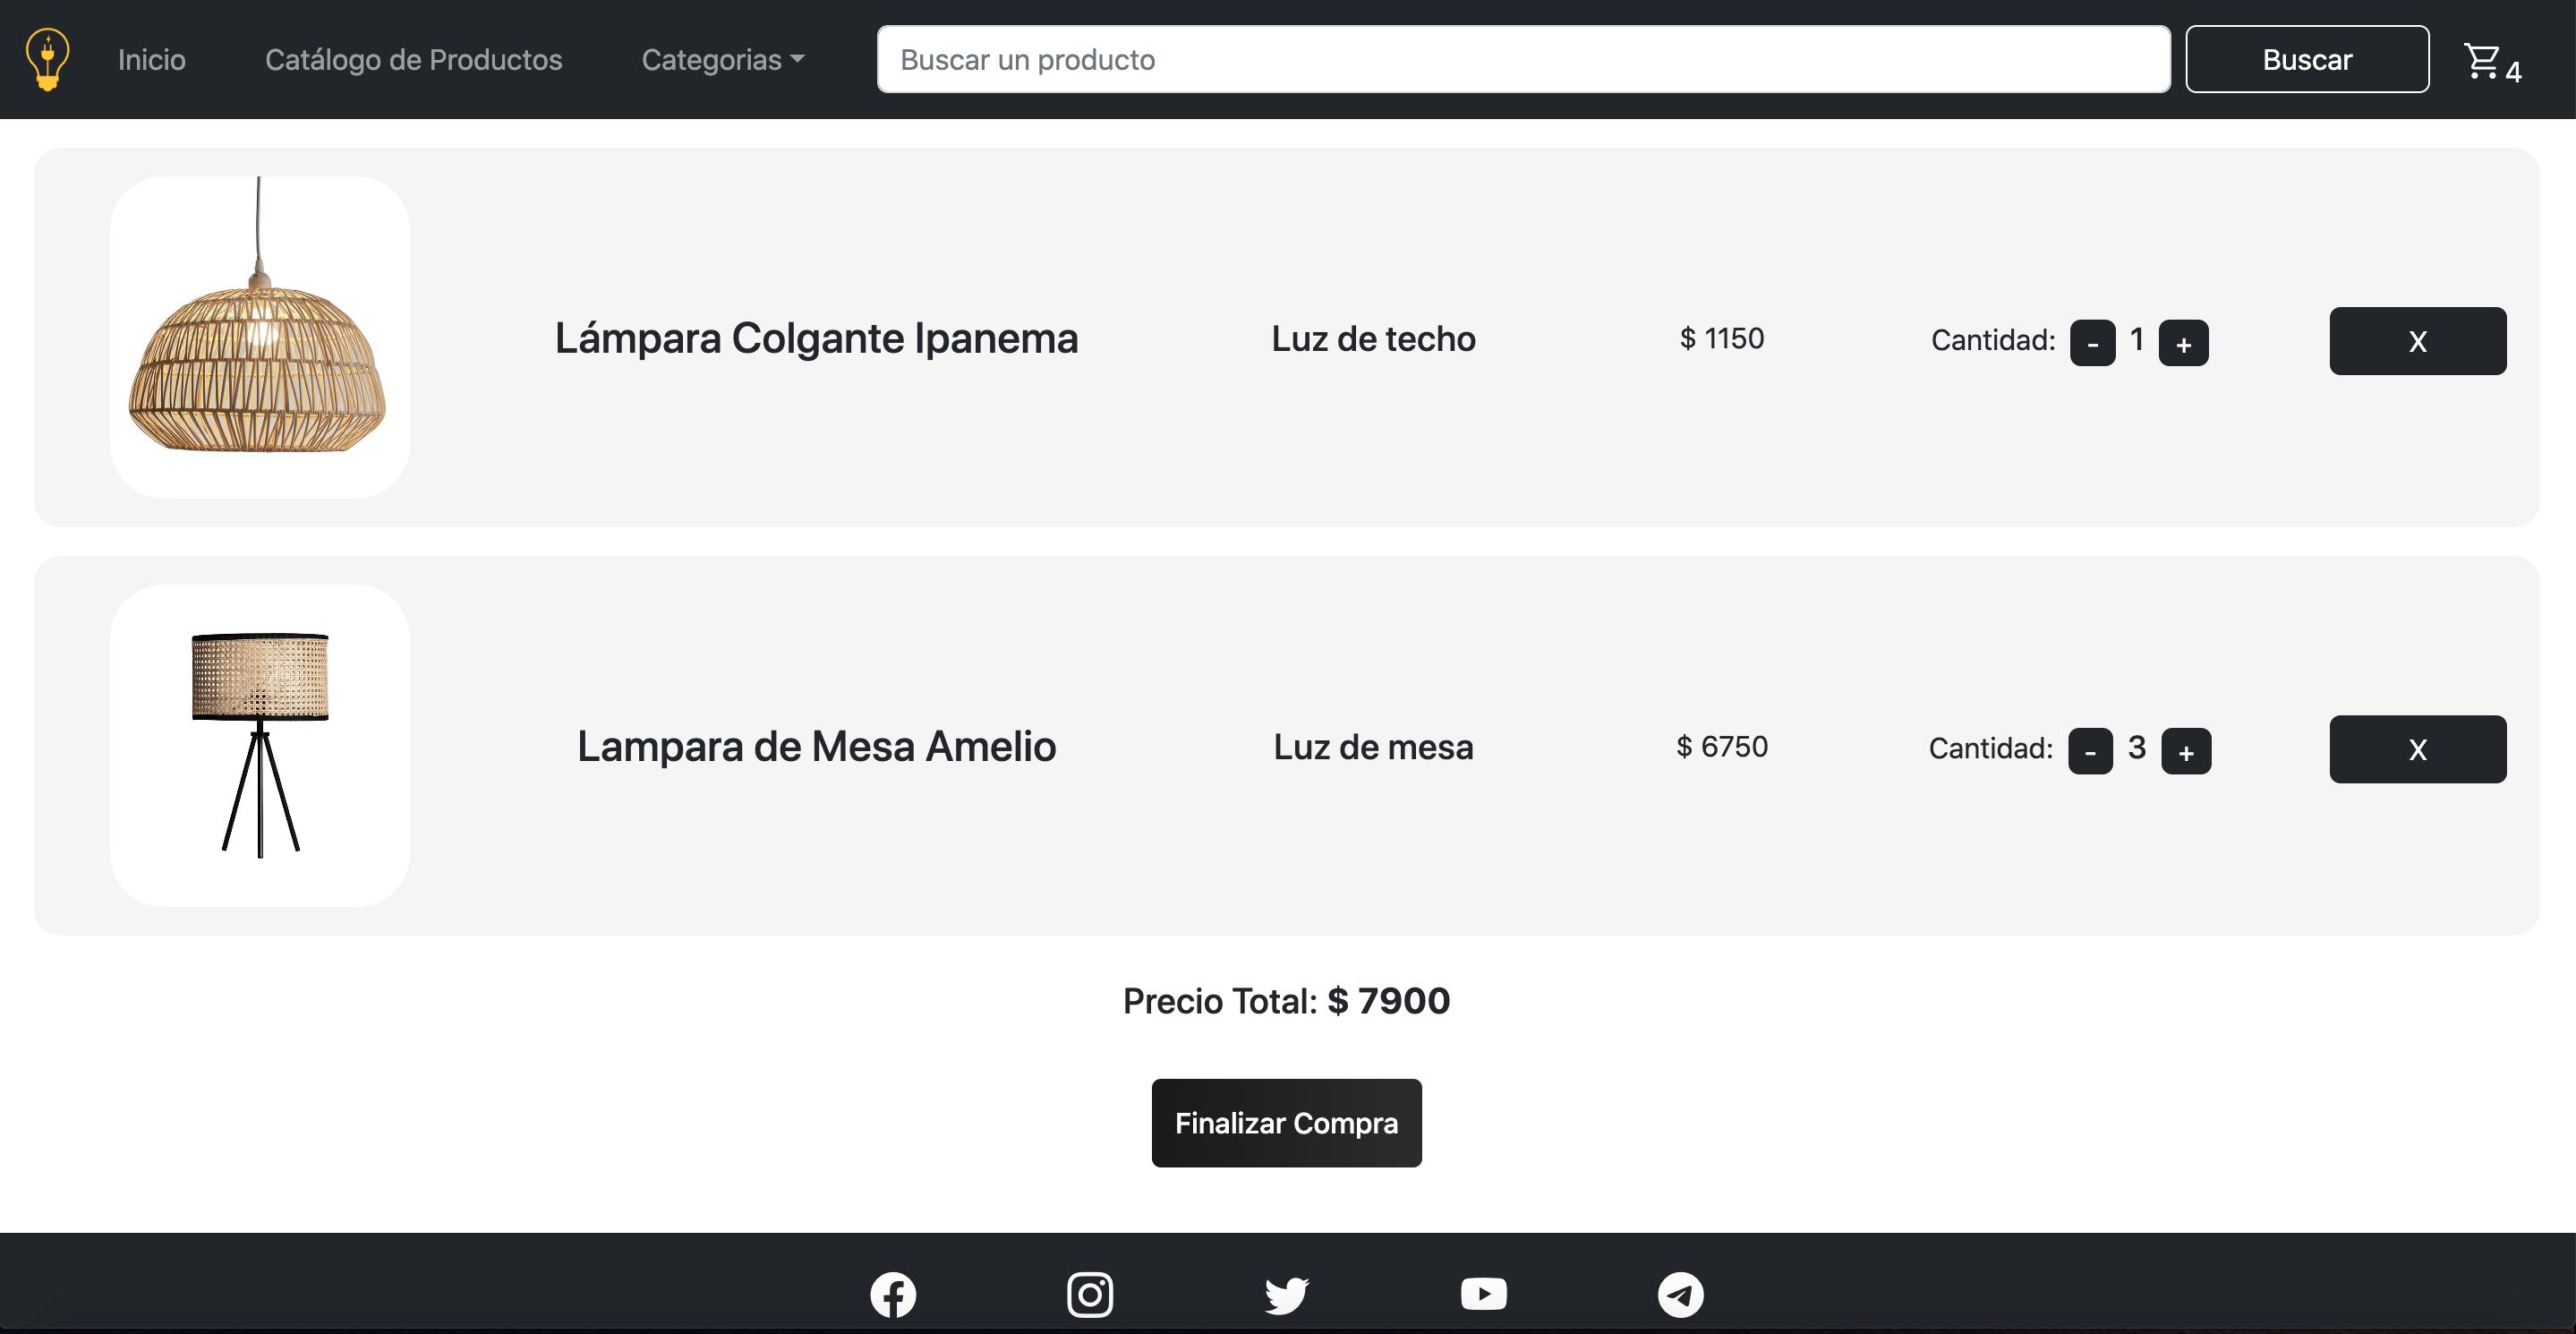 Inicio Catálogo de Productos Categorias Buscar un producto Buscar 4
Lámpara Colgante Ipanema Luz de techo $ 1150 Cantidad: - 1 + X
Lampara de Mesa Amelio Luz de mesa $ 6750 Cantidad: - 3 + X
Precio Total: $ 7900
Finalizar Compra